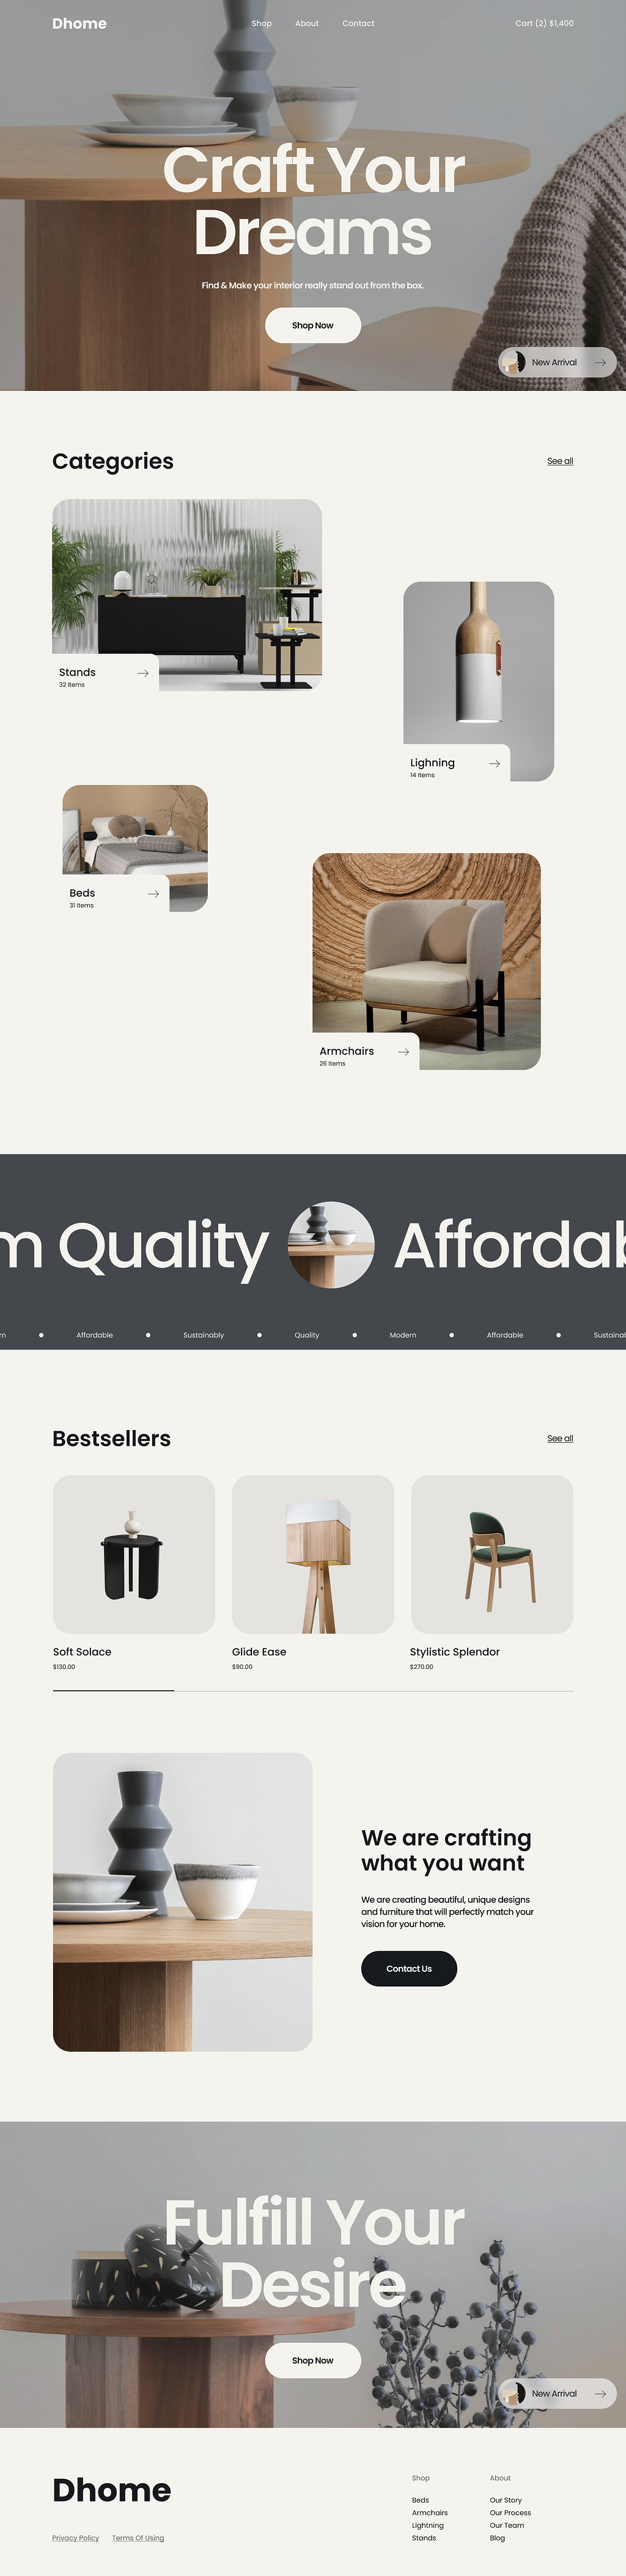 Dhome
Shop About Contact
Cart (2) $1,400
Craft Your
Dreams
Find & Make your interior really stand out from the box.
Shop Now
New Arrival
Categories
See all
Stands
32 Items
Lighning
14 Items
Beds
31 Items
Armchairs
26 Items
m Quality Affordab
rn Affordable Sustainably Quality Modern Affordable Sustainal
Bestsellers
See all
Soft Solace
$130.00
Glide Ease
$90.00
Stylistic Splendor
$270.00
We are crafting
what you want
We are creating beautiful, unique designs
and furniture that will perfectly match your
vision for your home.
Contact Us
Fulfill Your
Desire
Shop Now
New Arrival
Dhome
Privacy Policy Terms Of Using
Shop
Beds
Armchairs
Lightning
Stands
About
Our Story
Our Process
Our Team
Blog